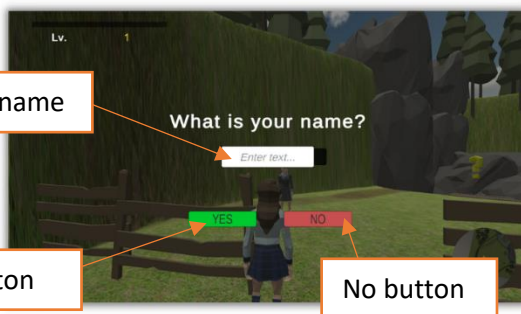 Lv. 1
name
What is your name?
Enter text...
YES NO
ton
No button